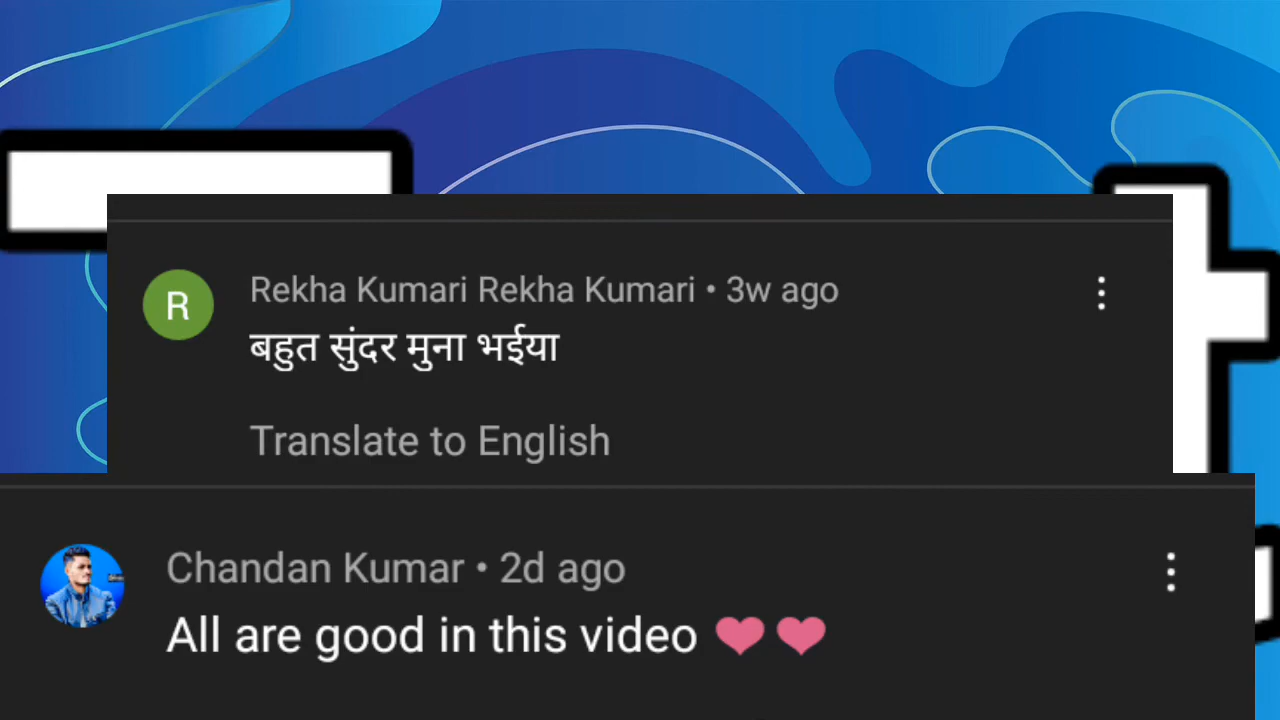 R
Rekha Kumari Rekha Kumari • 3w ago
बहुत सुंदर मुना भईया
Translate to English
Chandan Kumar • 2d ago
All are good in this video ❤❤